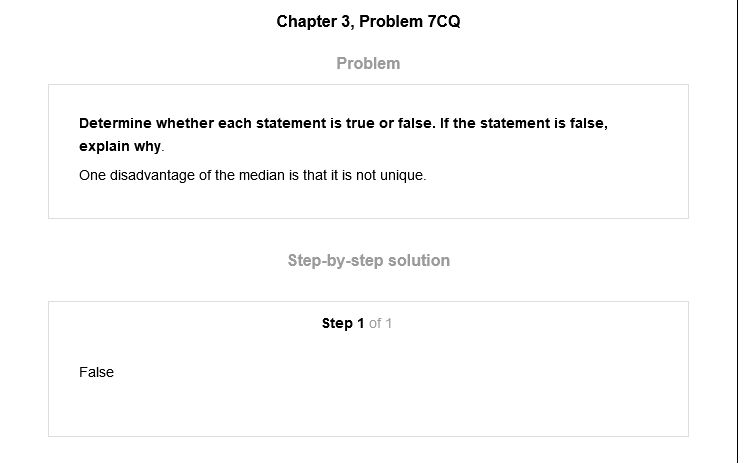 Chapter 3, Problem 7CQ
Problem
Determine whether each statement is true or false. If the statement is false,
explain why.
One disadvantage of the median is that it is not unique.
Step-by-step solution
Step 1 of 1
False